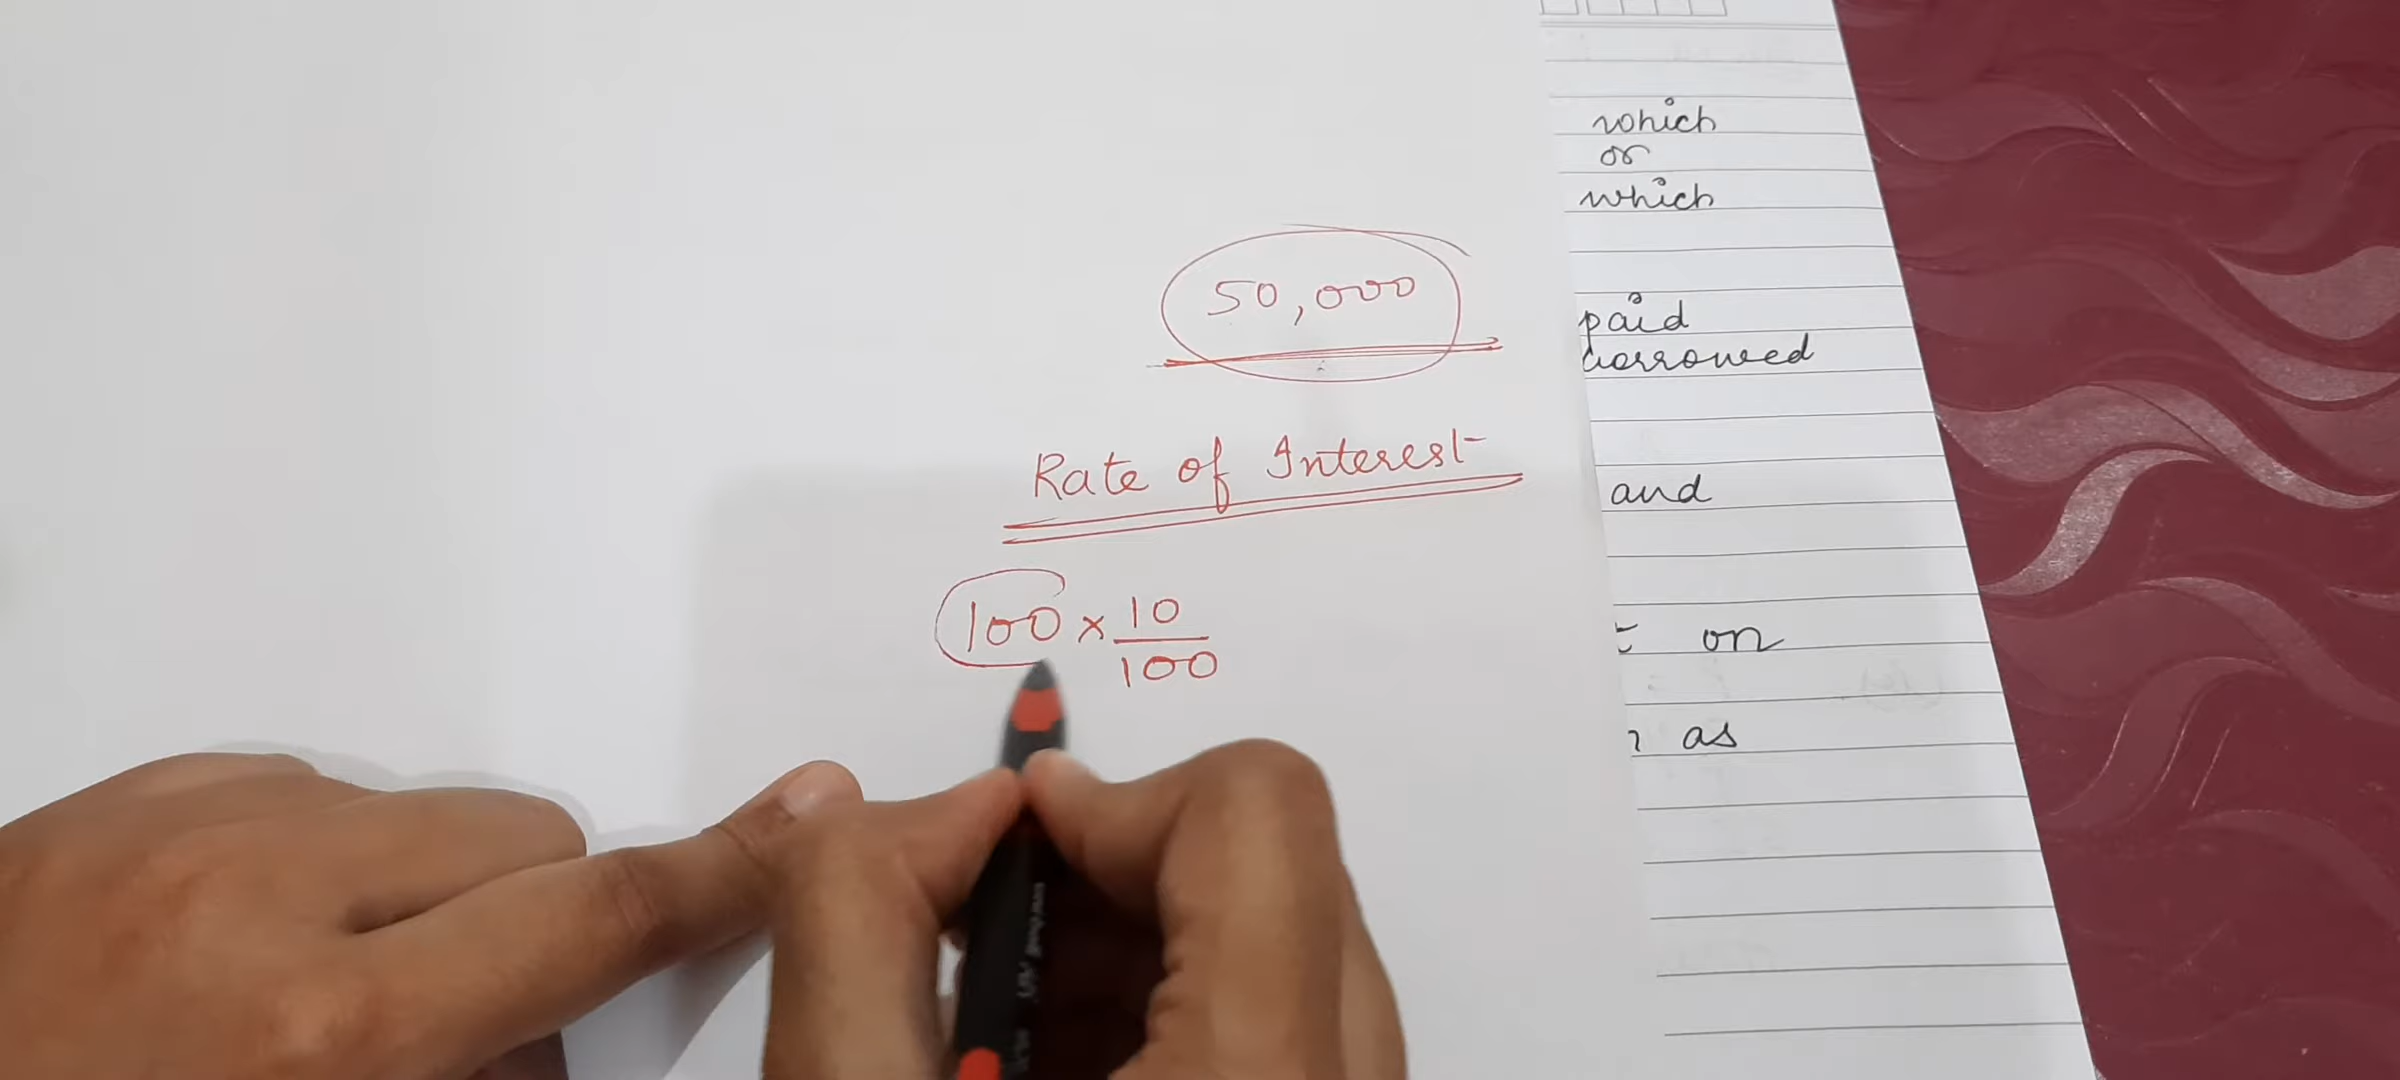 50,000
Rate of Interest
100 × 10/100
which
or
which
paid
borrowed
and
on
as